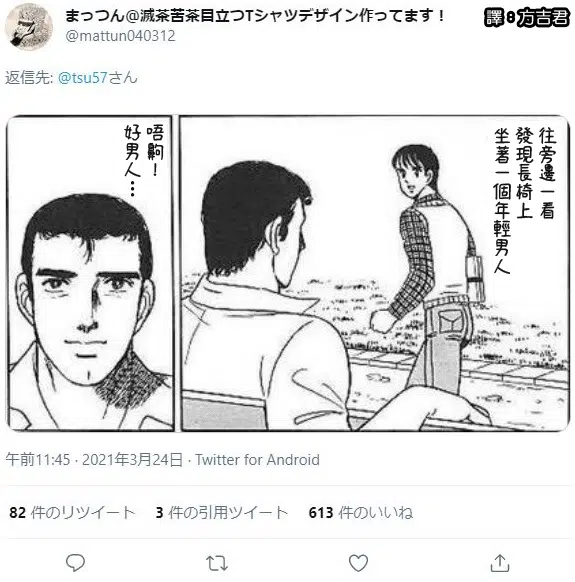 まっつん@滅茶苦茶目立つTシャツデザイン作ってます！
譯 方吉君
@mattun040312
返信先: @tsu57さん
往旁邊一看
發現長椅上
坐著一個年輕男人
唔齁！
好男人…
午前11:45 · 2021年3月24日 · Twitter for Android
82 件のリツイート 3 件の引用ツイート 613 件のいいね